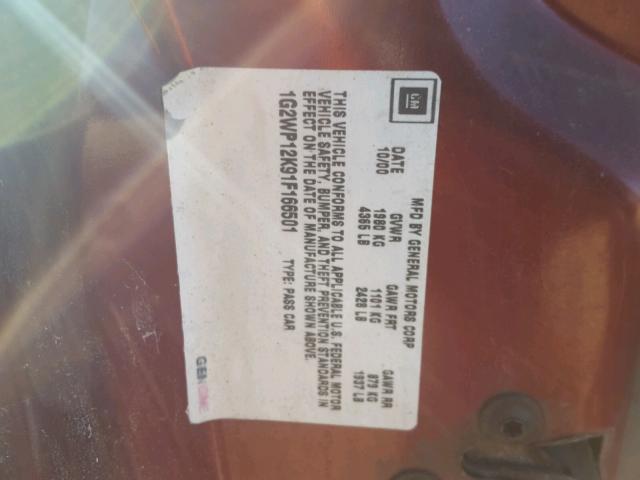 GM
MFD BY GENERAL MOTORS CORP
DATE GVWR GAWR FRT GAWR RR
10/00 1980 KG 1101 KG 879 KG
4365 LB 2428 LB 1937 LB
THIS VEHICLE CONFORMS TO ALL APPLICABLE U.S. FEDERAL MOTOR
VEHICLE SAFETY, BUMPER, AND THEFT PREVENTION STANDARDS IN
EFFECT ON THE DATE OF MANUFACTURE SHOWN ABOVE.
1G2WP12K91F166501 TYPE: PASS CAR